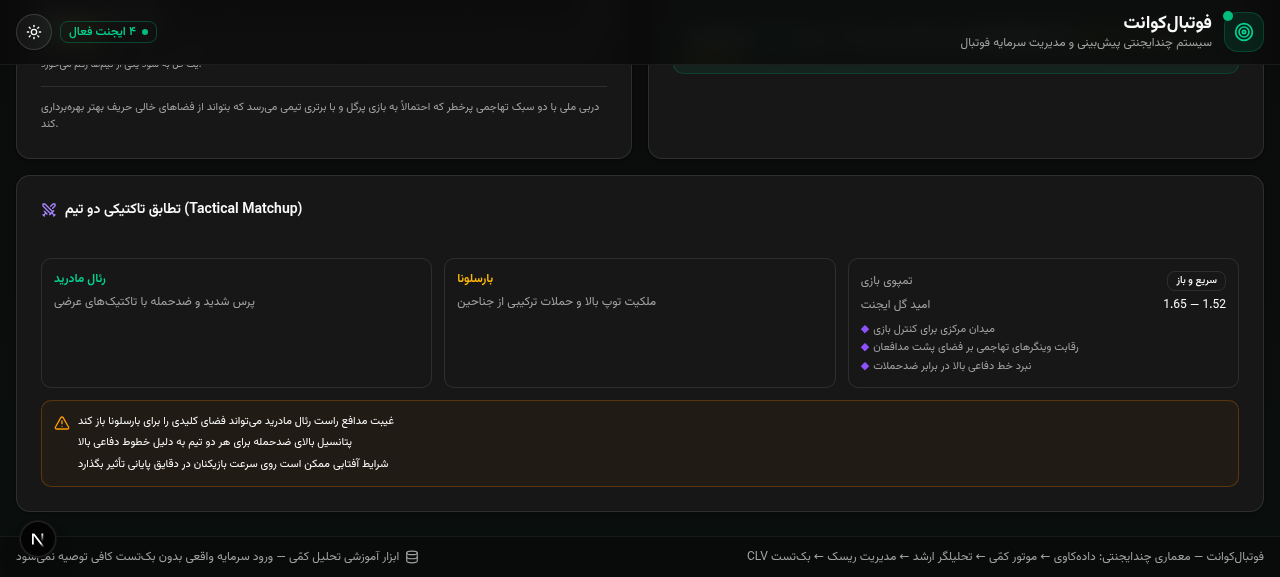 فوتبال‌کوانت
سیستم چندایجنتی پیش‌بینی و مدیریت سرمایه فوتبال
۴ ایجنت فعال
دربی ملی با دو سبک تهاجمی پرخطر که احتمالاً به بازی پرگل و با برتری تیمی می‌رسد که بتواند از فضاهای خالی حریف بهتر بهره‌برداری
کند.
تطابق تاکتیکی دو تیم (Tactical Matchup)
رئال مادرید
پرس شدید و ضدحمله با تاکتیک‌های عرضی
بارسلونا
ملکیت توپ بالا و حملات ترکیبی از جناحین
تمپوی بازی
سریع و باز
امید گل ایجنت
1.65 — 1.52
میدان مرکزی برای کنترل بازی
رقابت وینگرهای تهاجمی بر فضای پشت مدافعان
نبرد خط دفاعی بالا در برابر ضدحملات
غیبت مدافع راست رئال مادرید می‌تواند فضای کلیدی را برای بارسلونا باز کند
پتانسیل بالای ضدحمله برای هر دو تیم به دلیل خطوط دفاعی بالا
شرایط آفتابی ممکن است روی سرعت بازیکنان در دقایق پایانی تأثیر بگذارد
فوتبال‌کوانت — معماری چندایجنتی: داده‌کاوی ← موتور کمّی ← تحلیلگر ارشد ← مدیریت ریسک ← بک‌تست CLV
ابزار آموزشی تحلیل کمّی — ورود سرمایه واقعی بدون بک‌تست کافی توصیه نمی‌شود
N